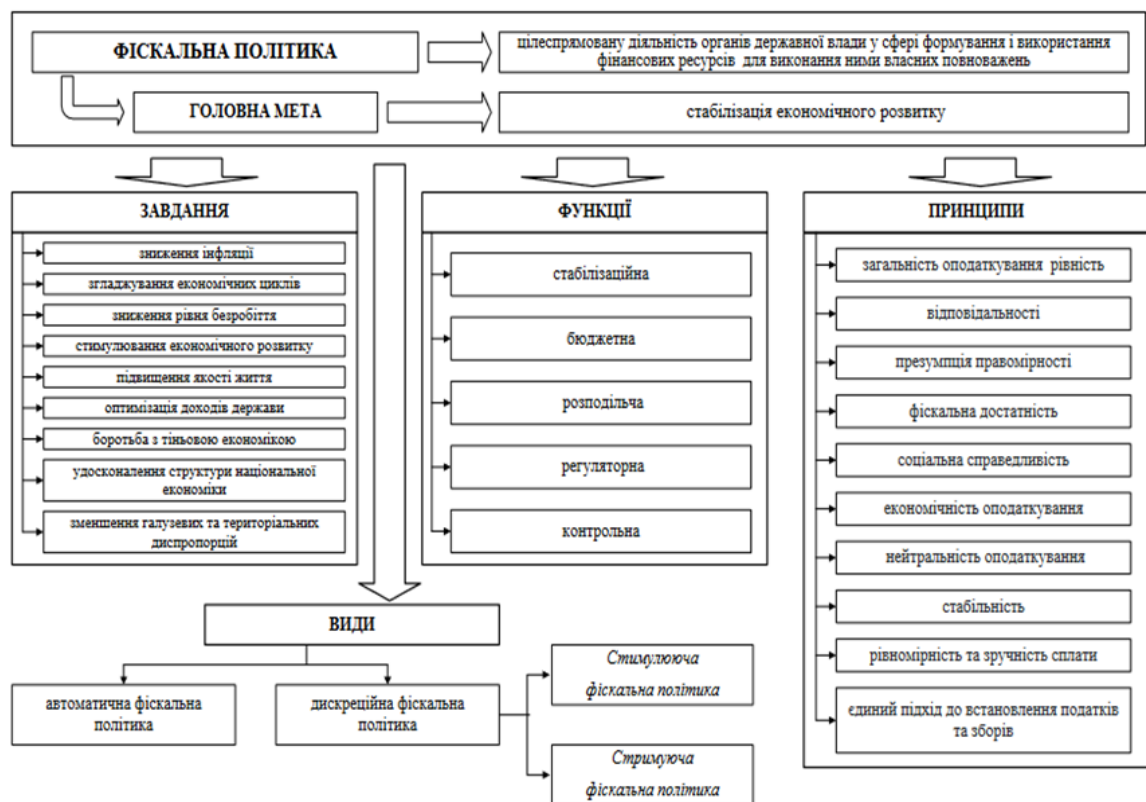 ФІСКАЛЬНА ПОЛІТИКА
цілеспрямовану діяльність органів державної влади у сфері формування і використання
фінансових ресурсів для виконання ними власних повноважень
ГОЛОВНА МЕТА
стабілізація економічного розвитку
ЗАВДАННЯ
зниження інфляції
згладжування економічних циклів
зниження рівня безробіття
стимулювання економічного розвитку
підвищення якості життя
оптимізація доходів держави
боротьба з тіньовою економікою
удосконалення структури національної
економіки
зменшення галузевих та територіальних
диспропорцій
ФУНКЦІЇ
стабілізаційна
бюджетна
розподільча
регуляторна
контрольна
ПРИНЦИПИ
загальність оподаткування рівність
відповідальності
презумпція правомірності
фіскальна достатність
соціальна справедливість
економічність оподаткування
нейтральність оподаткування
стабільність
рівномірність та зручність сплати
єдиний підхід до встановлення податків
та зборів
ВИДИ
автоматична фіскальна
політика
дискреційна фіскальна
політика
Стимулююча
фіскальна політика
Стримуюча
фіскальна політика